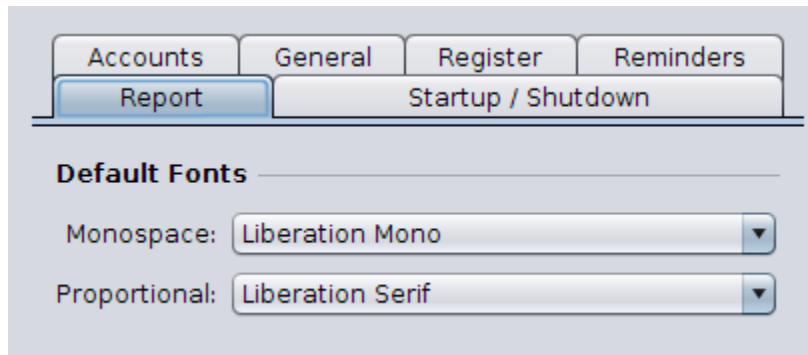 Accounts General Register Reminders
Report Startup / Shutdown
Default Fonts
Monospace: Liberation Mono
Proportional: Liberation Serif